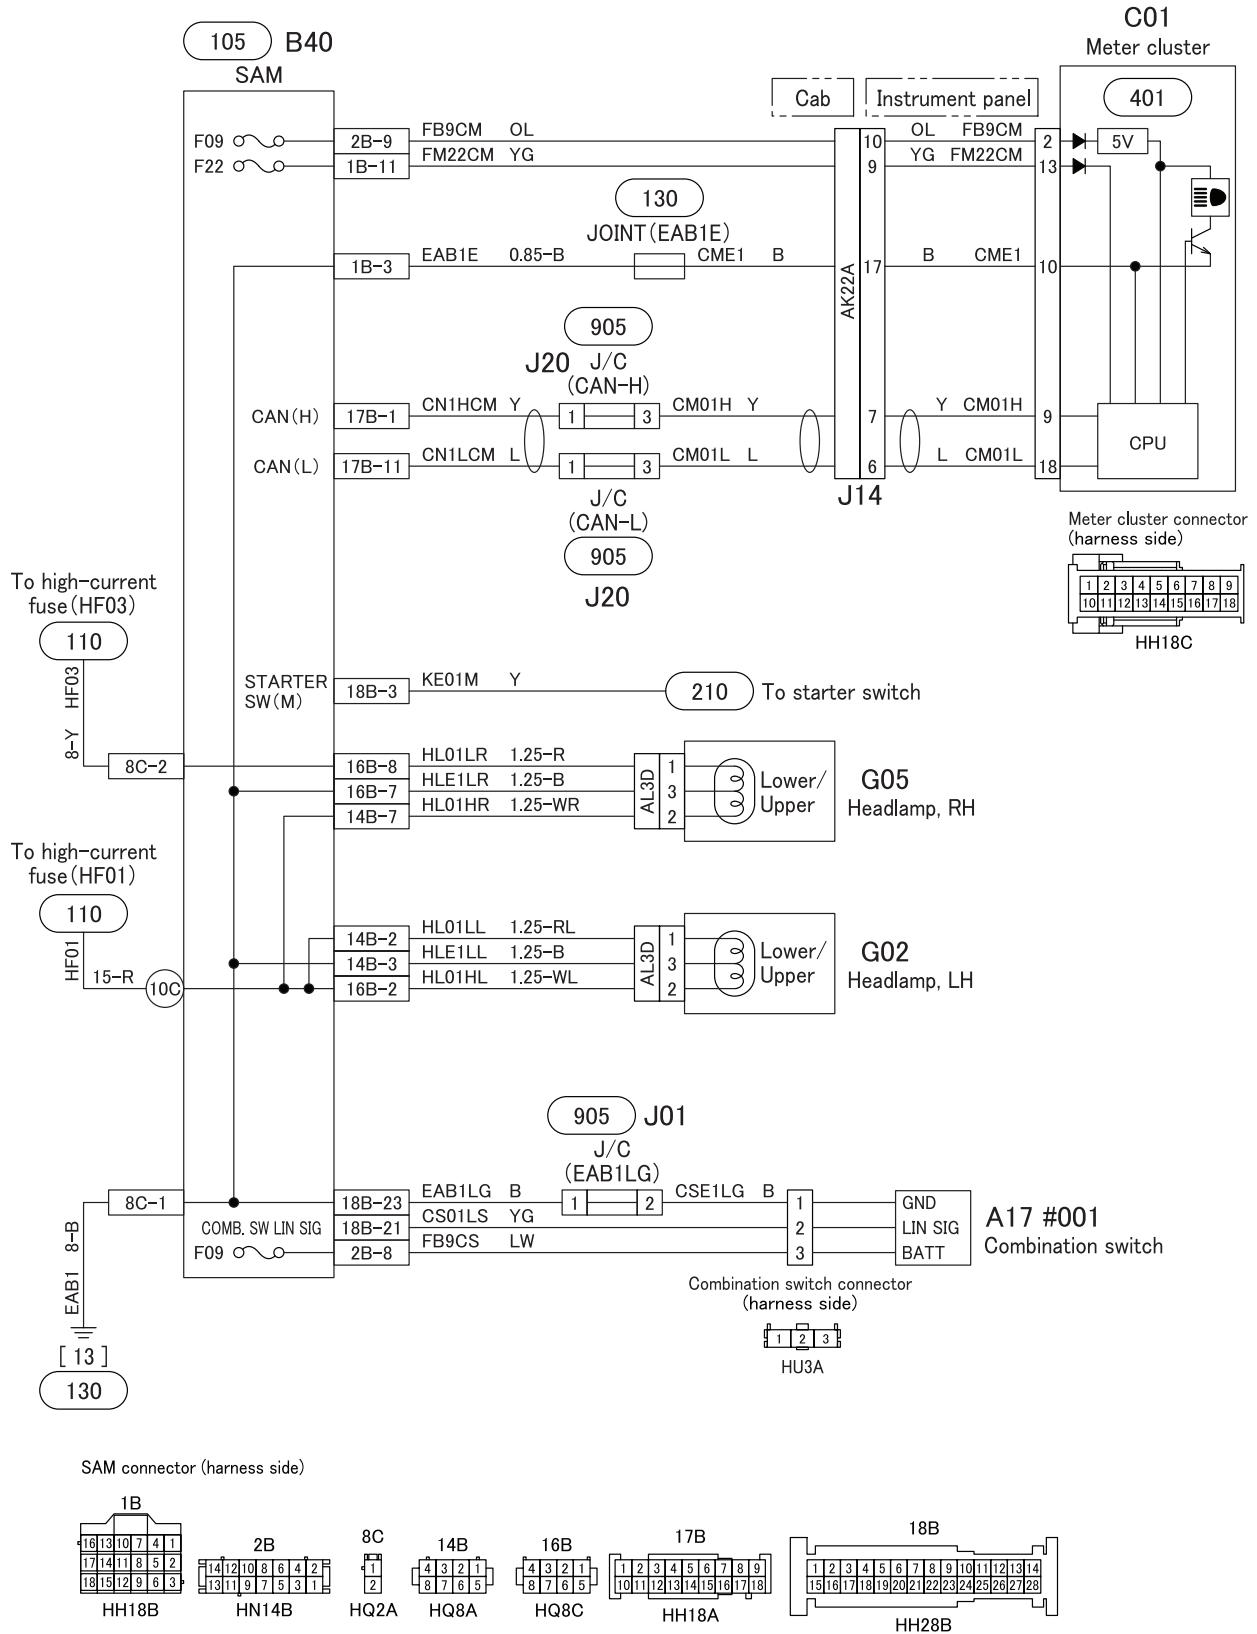 105 B40
SAM
C01
Meter cluster
401
Cab
Instrument panel
F09 2B-9 FB9CM OL 10 OL FB9CM 2 5V
F22 1B-11 FM22CM YG 9 YG FM22CM 13
130
JOINT(EAB1E)
1B-3 EAB1E 0.85-B CME1 B 17 B CME1 10
AK22A
905
J20 J/C
(CAN-H)
CAN(H) 17B-1 CN1HCM Y 1 3 CM01H Y 7 Y CM01H 9
CPU
CAN(L) 17B-11 CN1LCM L 1 3 CM01L L 6 L CM01L 18
J14
J/C
(CAN-L)
905
J20
Meter cluster connector
(harness side)
1 2 3 4 5 6 7 8 9
10 11 12 13 14 15 16 17 18
HH18C
To high-current
fuse(HF03)
110
HF03
8-Y
STARTER
SW(M)
18B-3 KE01M Y 210 To starter switch
8C-2
16B-8 HL01LR 1.25-R 1
16B-7 HLE1LR 1.25-B 3
14B-7 HL01HR 1.25-WR 2
AL3D
Lower/
Upper
G05
Headlamp, RH
To high-current
fuse(HF01)
110
HF01
15-R
10C
14B-2 HL01LL 1.25-RL 1
14B-3 HLE1LL 1.25-B 3
16B-2 HL01HL 1.25-WL 2
AL3D
Lower/
Upper
G02
Headlamp, LH
905 J01
J/C
(EAB1LG)
8C-1 18B-23 EAB1LG B 1 2 CSE1LG B 1 GND
COMB. SW LIN SIG 18B-21 CS01LS YG 2 LIN SIG
F09 2B-8 FB9CS LW 3 BATT
A17 #001
Combination switch
8-B
EAB1
[ 13 ]
130
Combination switch connector
(harness side)
1 2 3
HU3A
SAM connector (harness side)
1B
16 13 10 7 4 1
17 14 11 8 5 2
18 15 12 9 6 3
HH18B
2B
14 12 10 8 6 4 2
13 11 9 7 5 3 1
HN14B
8C
1
2
HQ2A
14B
4 3 2 1
8 7 6 5
HQ8A
16B
4 3 2 1
8 7 6 5
HQ8C
17B
1 2 3 4 5 6 7 8 9
10 11 12 13 14 15 16 17 18
HH18A
18B
1 2 3 4 5 6 7 8 9 10 11 12 13 14
15 16 17 18 19 20 21 22 23 24 25 26 27 28
HH28B